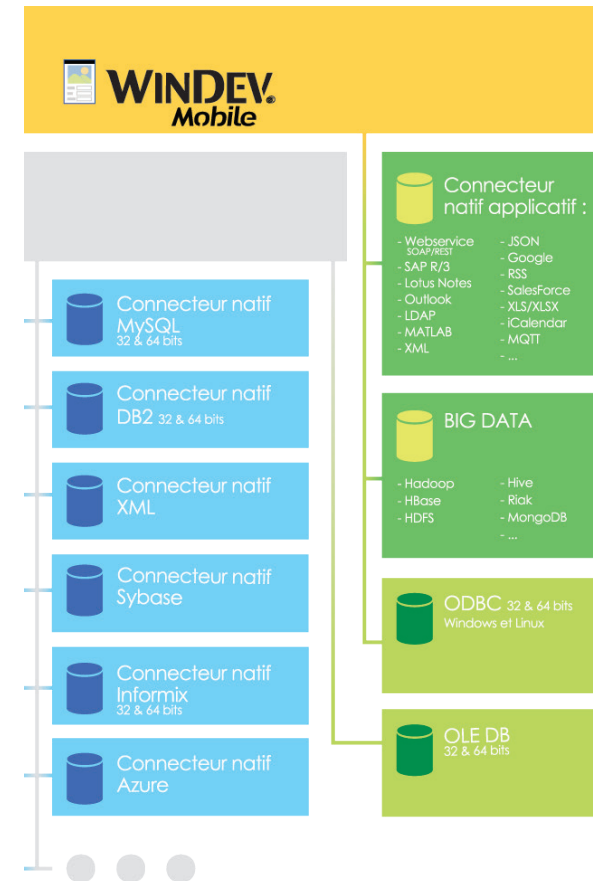 WINDEV.
Mobile
Connecteur natif
MySQL
32 & 64 bits
Connecteur natif
DB2 32 & 64 bits
Connecteur natif
XML
Connecteur natif
Sybase
Connecteur natif
Informix
32 & 64 bits
Connecteur natif
Azure
Connecteur
natif applicatif :
- Webservice
SOAP/REST
- SAP R/3
- Lotus Notes
- Outlook
- LDAP
- MATLAB
- XML
- JSON
- Google
- RSS
- SalesForce
- XLS/XLSX
- iCalendar
- MQTT
- ...
BIG DATA
- Hadoop
- HBase
- HDFS
- Hive
- Riak
- MongoDB
- ...
ODBC 32 & 64 bits
Windows et Linux
OLE DB
32 & 64 bits